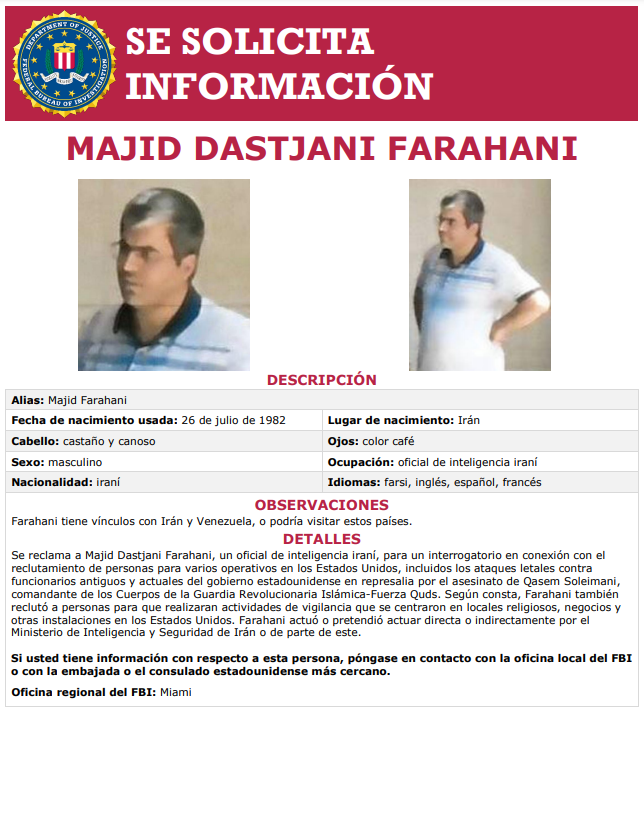 DEPARTMENT OF JUSTICE
FEDERAL BUREAU OF INVESTIGATION
SE SOLICITA
INFORMACIÓN
MAJID DASTJANI FARAHANI
DESCRIPCIÓN
Alias: Majid Farahani
Fecha de nacimiento usada: 26 de julio de 1982
Lugar de nacimiento: Irán
Cabello: castaño y canoso
Ojos: color café
Sexo: masculino
Ocupación: oficial de inteligencia iraní
Nacionalidad: iraní
Idiomas: farsi, inglés, español, francés
OBSERVACIONES
Farahani tiene vínculos con Irán y Venezuela, o podría visitar estos países.
DETALLES
Se reclama a Majid Dastjani Farahani, un oficial de inteligencia iraní, para un interrogatorio en conexión con el
reclutamiento de personas para varios operativos en los Estados Unidos, incluidos los ataques letales contra
funcionarios antiguos y actuales del gobierno estadounidense en represalia por el asesinato de Qasem Soleimani,
comandante de los Cuerpos de la Guardia Revolucionaria Islámica-Fuerza Quds. Según consta, Farahani también
reclutó a personas para que realizaran actividades de vigilancia que se centraron en locales religiosos, negocios y
otras instalaciones en los Estados Unidos. Farahani actuó o pretendió actuar directa o indirectamente por el
Ministerio de Inteligencia y Seguridad de Irán o de parte de este.
Si usted tiene información con respecto a esta persona, póngase en contacto con la oficina local del FBI
o con la embajada o el consulado estadounidense más cercano.
Oficina regional del FBI: Miami